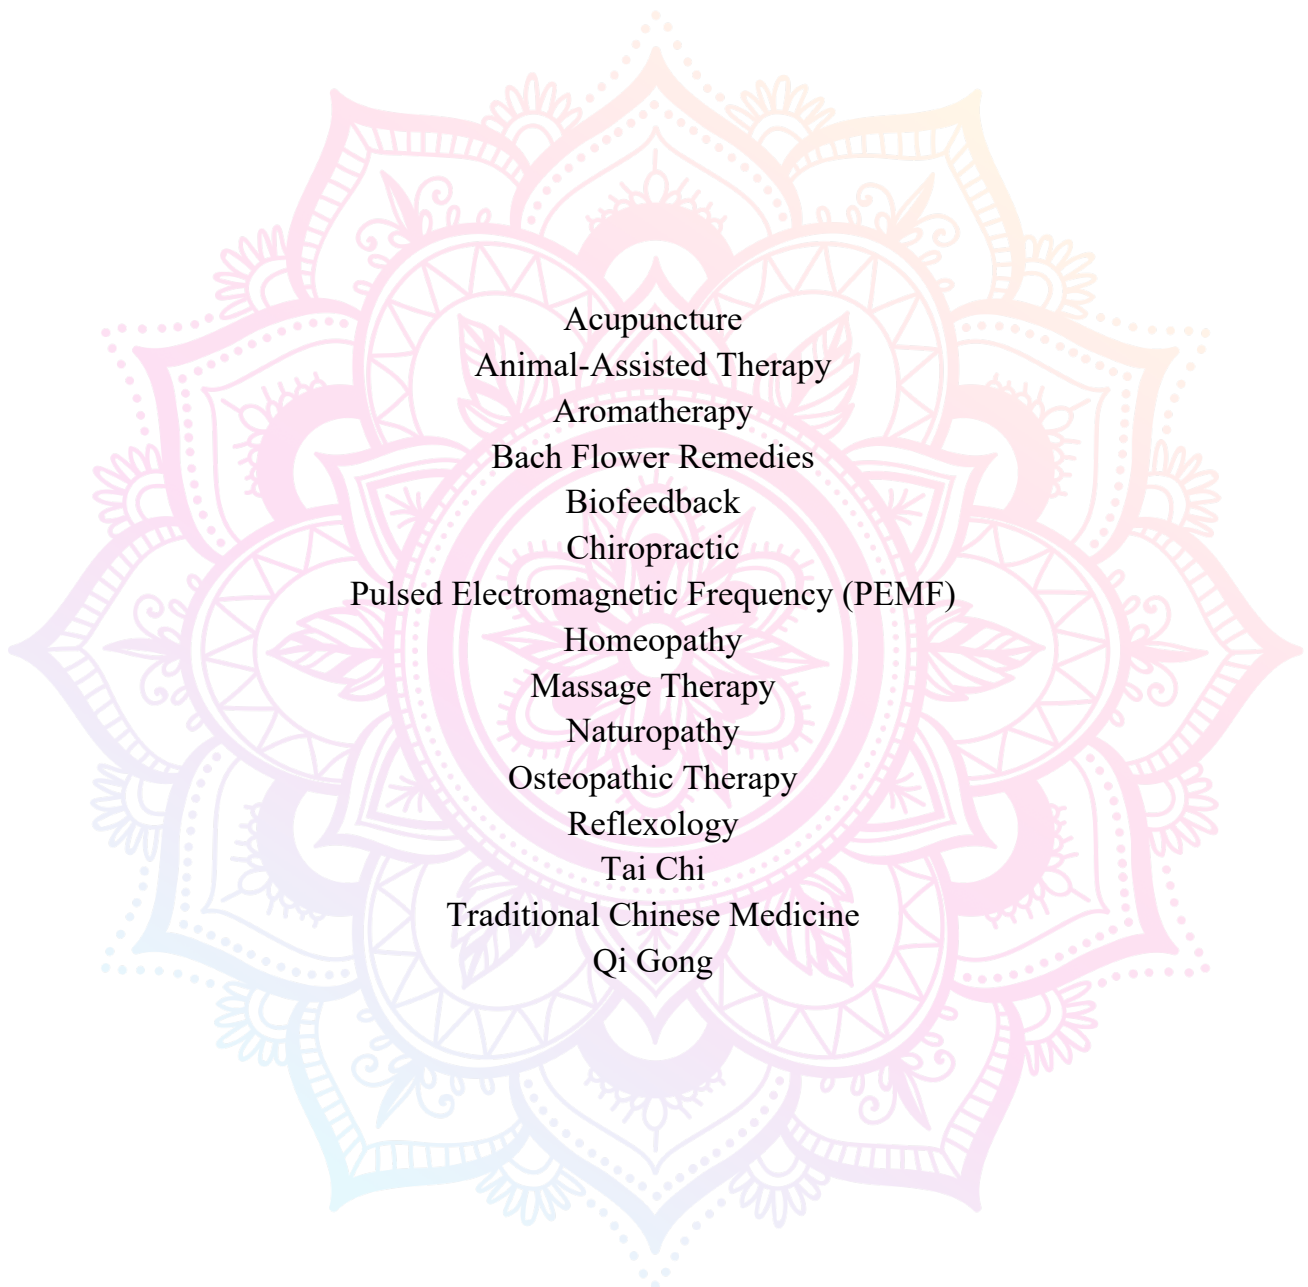 Acupuncture
Animal-Assisted Therapy
Aromatherapy
Bach Flower Remedies
Biofeedback
Chiropractic
Pulsed Electromagnetic Frequency (PEMF)
Homeopathy
Massage Therapy
Naturopathy
Osteopathic Therapy
Reflexology
Tai Chi
Traditional Chinese Medicine
Qi Gong